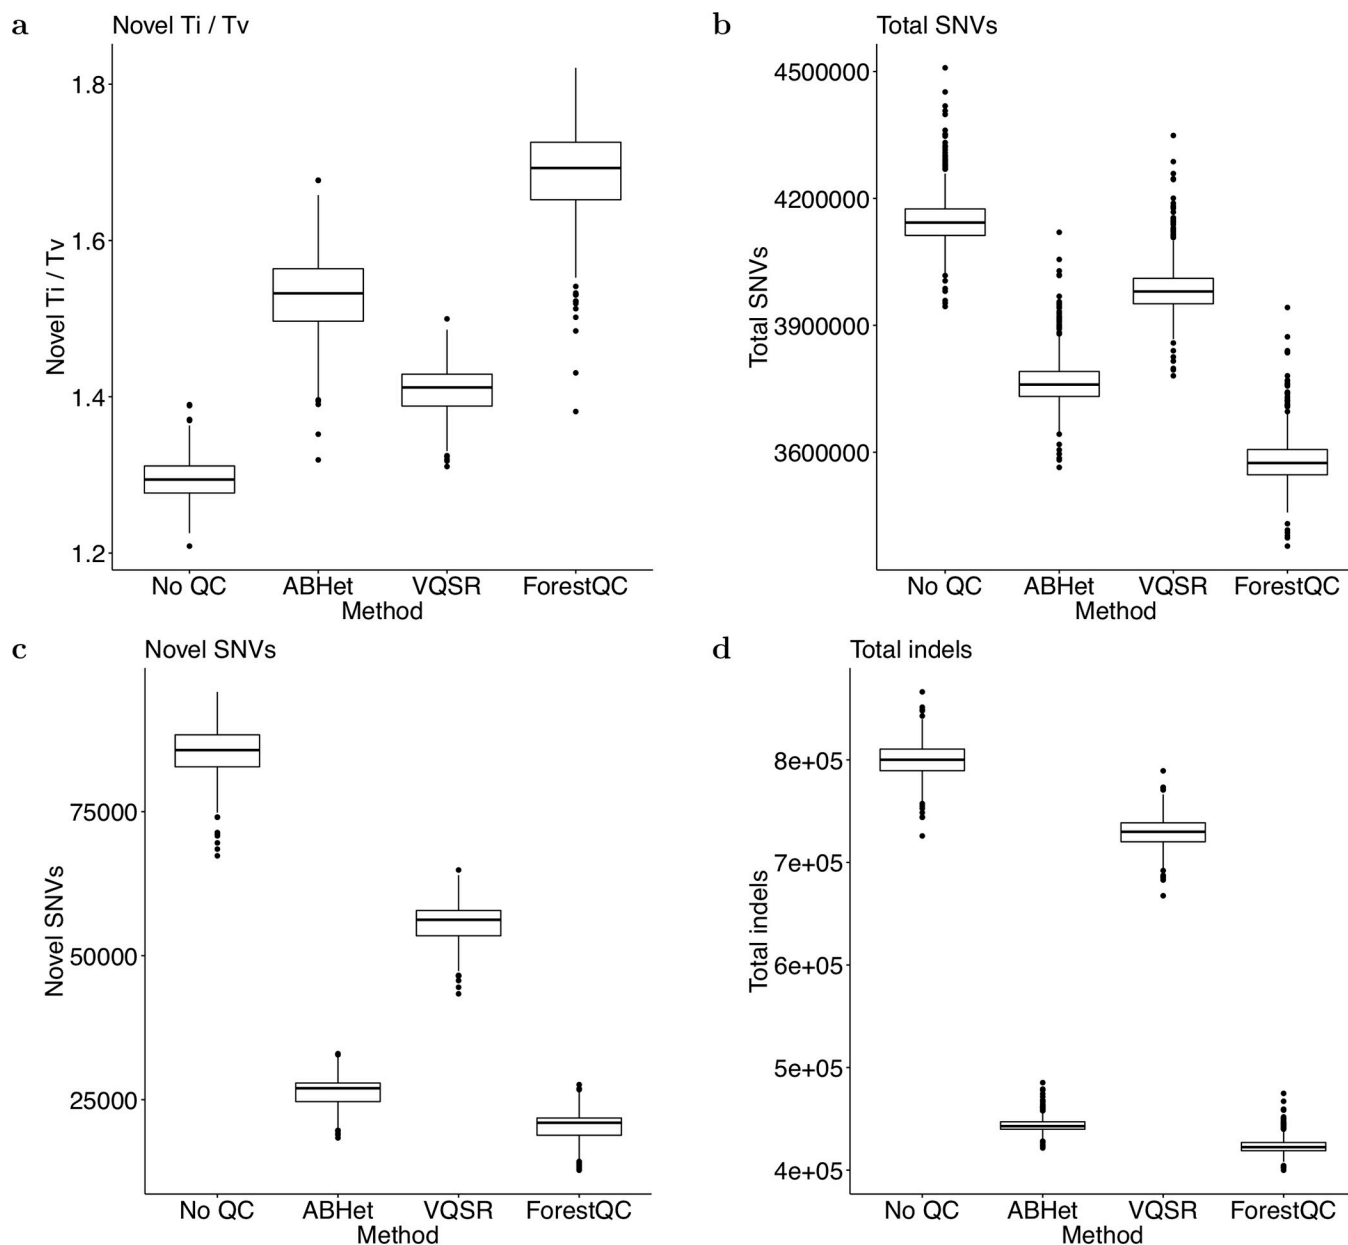 a
Novel Ti / Tv
Novel Ti / Tv
1.8
1.6
1.4
1.2
No QC ABHet VQSR ForestQC
Method
b
Total SNVs
Total SNVs
4500000
4200000
3900000
3600000
No QC ABHet VQSR ForestQC
Method
c
Novel SNVs
Novel SNVs
75000
50000
25000
No QC ABHet VQSR ForestQC
Method
d
Total indels
Total indels
8e+05
7e+05
6e+05
5e+05
4e+05
No QC ABHet VQSR ForestQC
Method